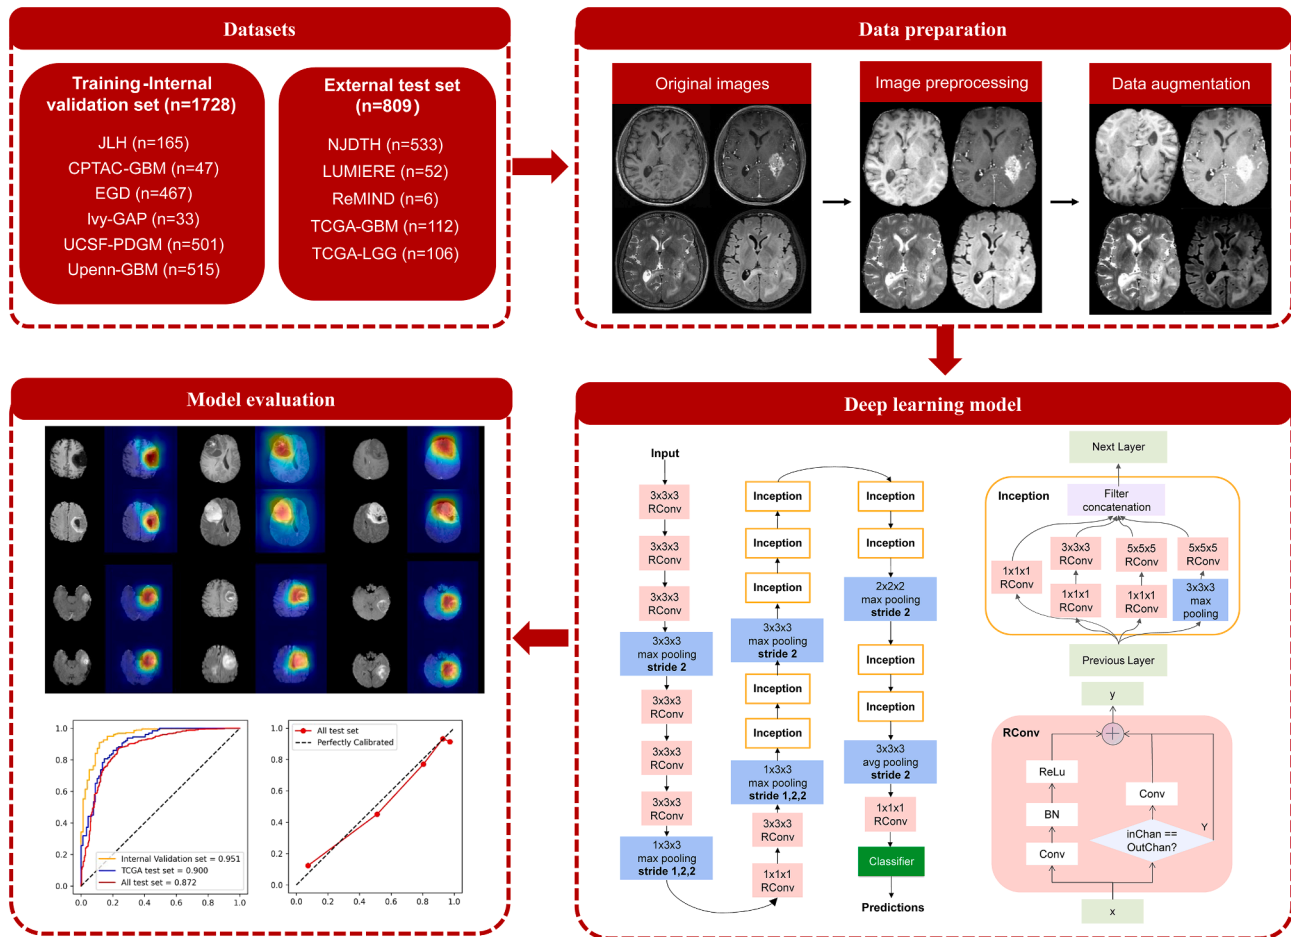 Datasets
Training-Internal
validation set (n=1728)
JLH (n=165)
CPTAC-GBM (n=47)
EGD (n=467)
Ivy-GAP (n=33)
UCSF-PDGM (n=501)
Upenn-GBM (n=515)
External test set
(n=809)
NJDTH (n=533)
LUMIERE (n=52)
ReMIND (n=6)
TCGA-GBM (n=112)
TCGA-LGG (n=106)
Data preparation
Original images
Image preprocessing
Data augmentation
Model evaluation
1.0
0.8
0.6
0.4
0.2
0.0
0.0
0.2
0.4
0.6
0.8
1.0
Internal Validation set = 0.951
TCGA test set = 0.900
All test set = 0.872
All test set
Perfectly Calibrated
1.0
0.8
0.6
0.4
0.2
0.0
0.0
0.2
0.4
0.6
0.8
1.0
Deep learning model
Input
3x3x3
RConv
3x3x3
RConv
3x3x3
RConv
3x3x3
max pooling
stride 2
3x3x3
RConv
3x3x3
RConv
3x3x3
RConv
1x3x3
max pooling
stride 1,2,2
Inception
Inception
Inception
3x3x3
max pooling
stride 2
Inception
Inception
1x3x3
max pooling
stride 1,2,2
3x3x3
RConv
1x1x1
RConv
Inception
Inception
2x2x2
max pooling
stride 2
Inception
Inception
3x3x3
avg pooling
stride 2
1x1x1
RConv
Classifier
Predictions
Next Layer
Inception
Filter
concatenation
1x1x1
RConv
3x3x3
RConv
5x5x5
RConv
5x5x5
RConv
1x1x1
RConv
1x1x1
RConv
3x3x3
max
pooling
Previous Layer
y
RConv
ReLu
BN
Conv
Conv
inChan ==
OutChan?
Y
x